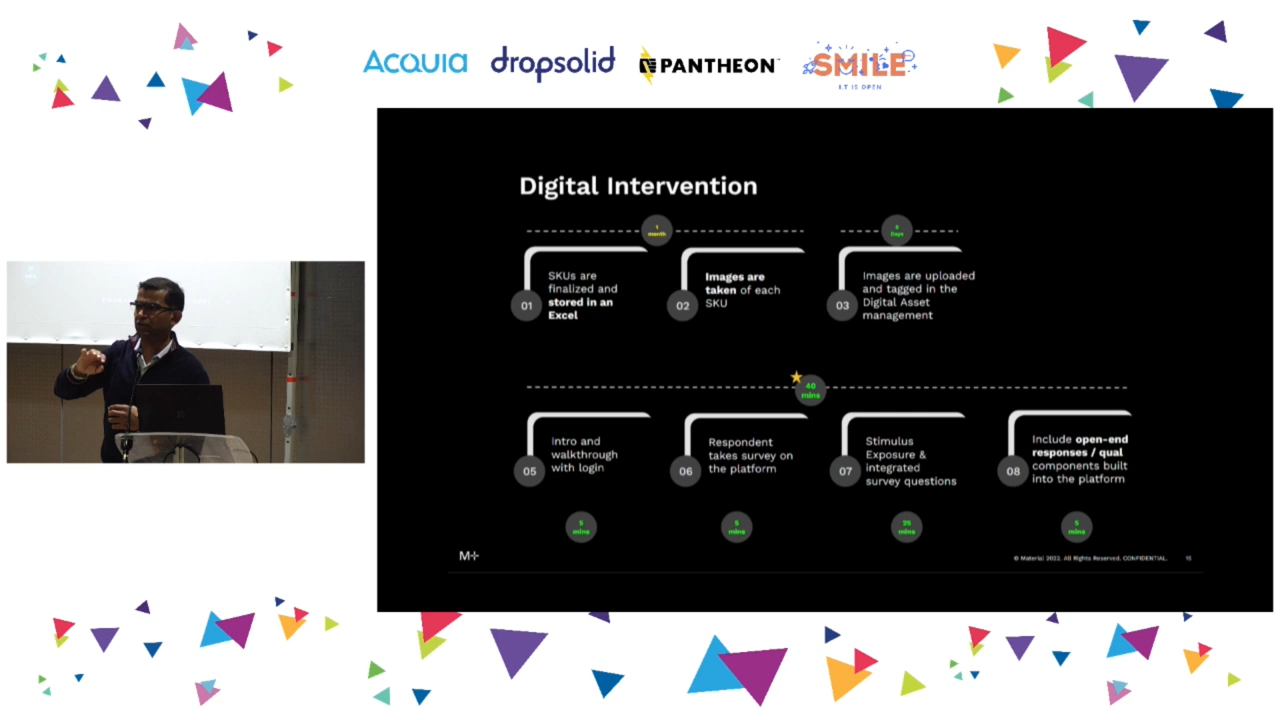 ACQUIA dropsolid PANTHEON SMILE
IT IS OPEN
Digital Intervention
1
month
5
Days
01
SKUs are
finalized and
stored in an
Excel
02
Images are
taken of each
SKU
03
Images are uploaded
and tagged in the
Digital Asset
management
40
mins
05
Intro and
walkthrough
with login
06
Respondent
takes survey on
the platform
07
Stimulus
Exposure &
integrated
survey questions
08
Include open-end
responses / qual
components built
into the platform
5
mins
5
mins
25
mins
5
mins
M+
© Material 2022. All Rights Reserved. CONFIDENTIAL.